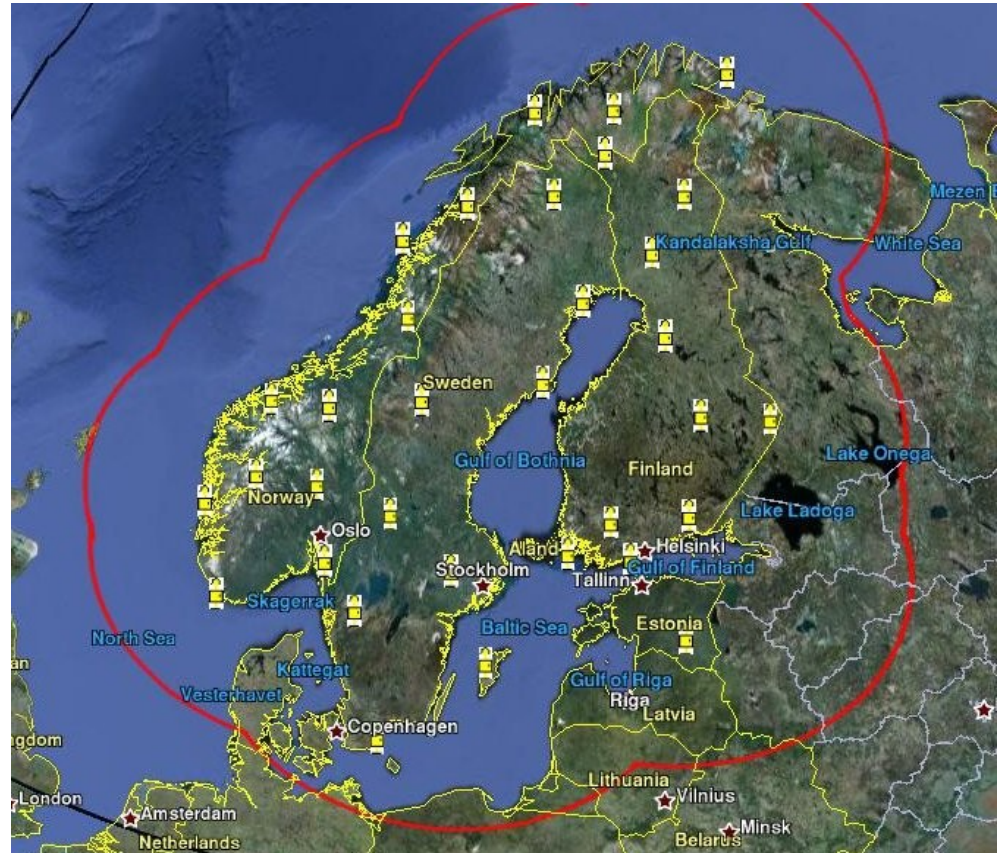 Mezen
Kandalaksha Gulf
White Sea
Sweden
Gulf of Bothnia
Finland
Lake Onega
Norway
Lake Ladoga
Oslo
Aland
Helsinki
Gulf of Finland
Stockholm
Tallinn
Skagerrak
Baltic Sea
Estonia
North Sea
Kattegat
Gulf of Riga
Vesterhavet
Riga
Latvia
Copenhagen
gdom
Lithuania
London
Vilnius
Amsterdam
Minsk
Netherlands
Belarus